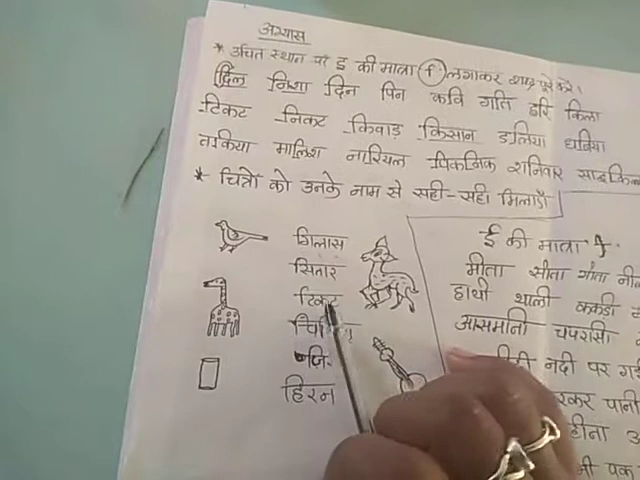 अभ्यास
* उचित स्थान पर इ की मात्रा (ि) लगाकर शब्द पूरे करें।
दिन निशा दिन पिन कवि गति हरि किला
टिकट निकट किवाड़ किसान डलिया धनिया
तकिया मालिश नारियल पिकनिक शनिवार साइकिल
* चित्रो को उनके नाम से सही-सही मिलाओ
गिलास
सितार
टिकट
हिरन
ई की मात्रा ी
मीता सीता गीता
हाथी थाली ककड़ी
आसमानी चपरासी
नदी पर
पानी